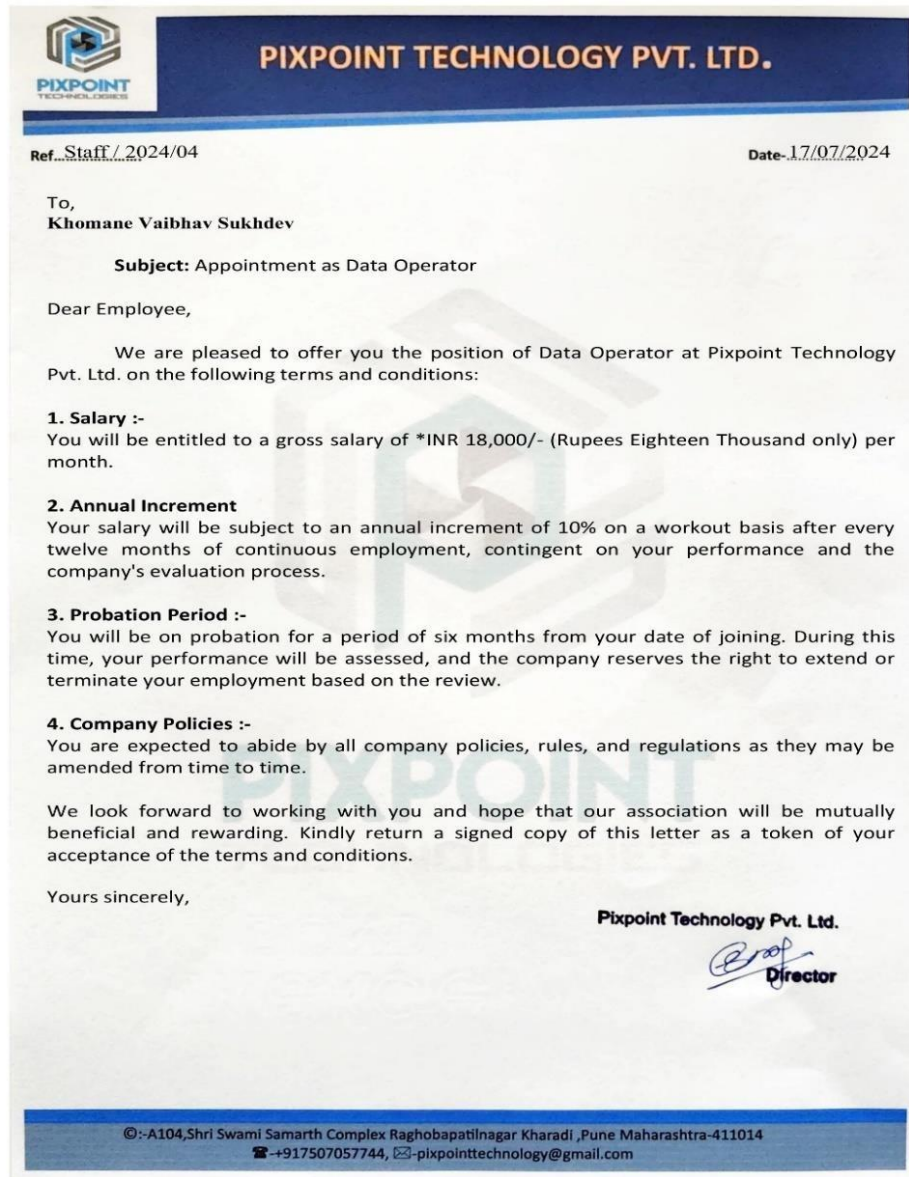 PIXPOINT
TECHNOLOGIES
PIXPOINT TECHNOLOGY PVT. LTD.
Ref...Staff / 2024/04
Date-.17/07/2024
To,
Khomane Vaibhav Sukhdev
Subject: Appointment as Data Operator
Dear Employee,
We are pleased to offer you the position of Data Operator at Pixpoint Technology
Pvt. Ltd. on the following terms and conditions:
1. Salary :-
You will be entitled to a gross salary of *INR 18,000/- (Rupees Eighteen Thousand only) per
month.
2. Annual Increment
Your salary will be subject to an annual increment of 10% on a workout basis after every
twelve months of continuous employment, contingent on your performance and the
company's evaluation process.
3. Probation Period :-
You will be on probation for a period of six months from your date of joining. During this
time, your performance will be assessed, and the company reserves the right to extend or
terminate your employment based on the review.
4. Company Policies :-
You are expected to abide by all company policies, rules, and regulations as they may be
amended from time to time.
PIXPOINT
TECHNOLOGIES
We look forward to working with you and hope that our association will be mutually
beneficial and rewarding. Kindly return a signed copy of this letter as a token of your
acceptance of the terms and conditions.
Yours sincerely,
Pixpoint Technology Pvt. Ltd.
Director
©:-A104,Shri Swami Samarth Complex Raghobapatilnagar Kharadi ,Pune Maharashtra-411014
☎-+917507057744, ✉-pixpointtechnology@gmail.com